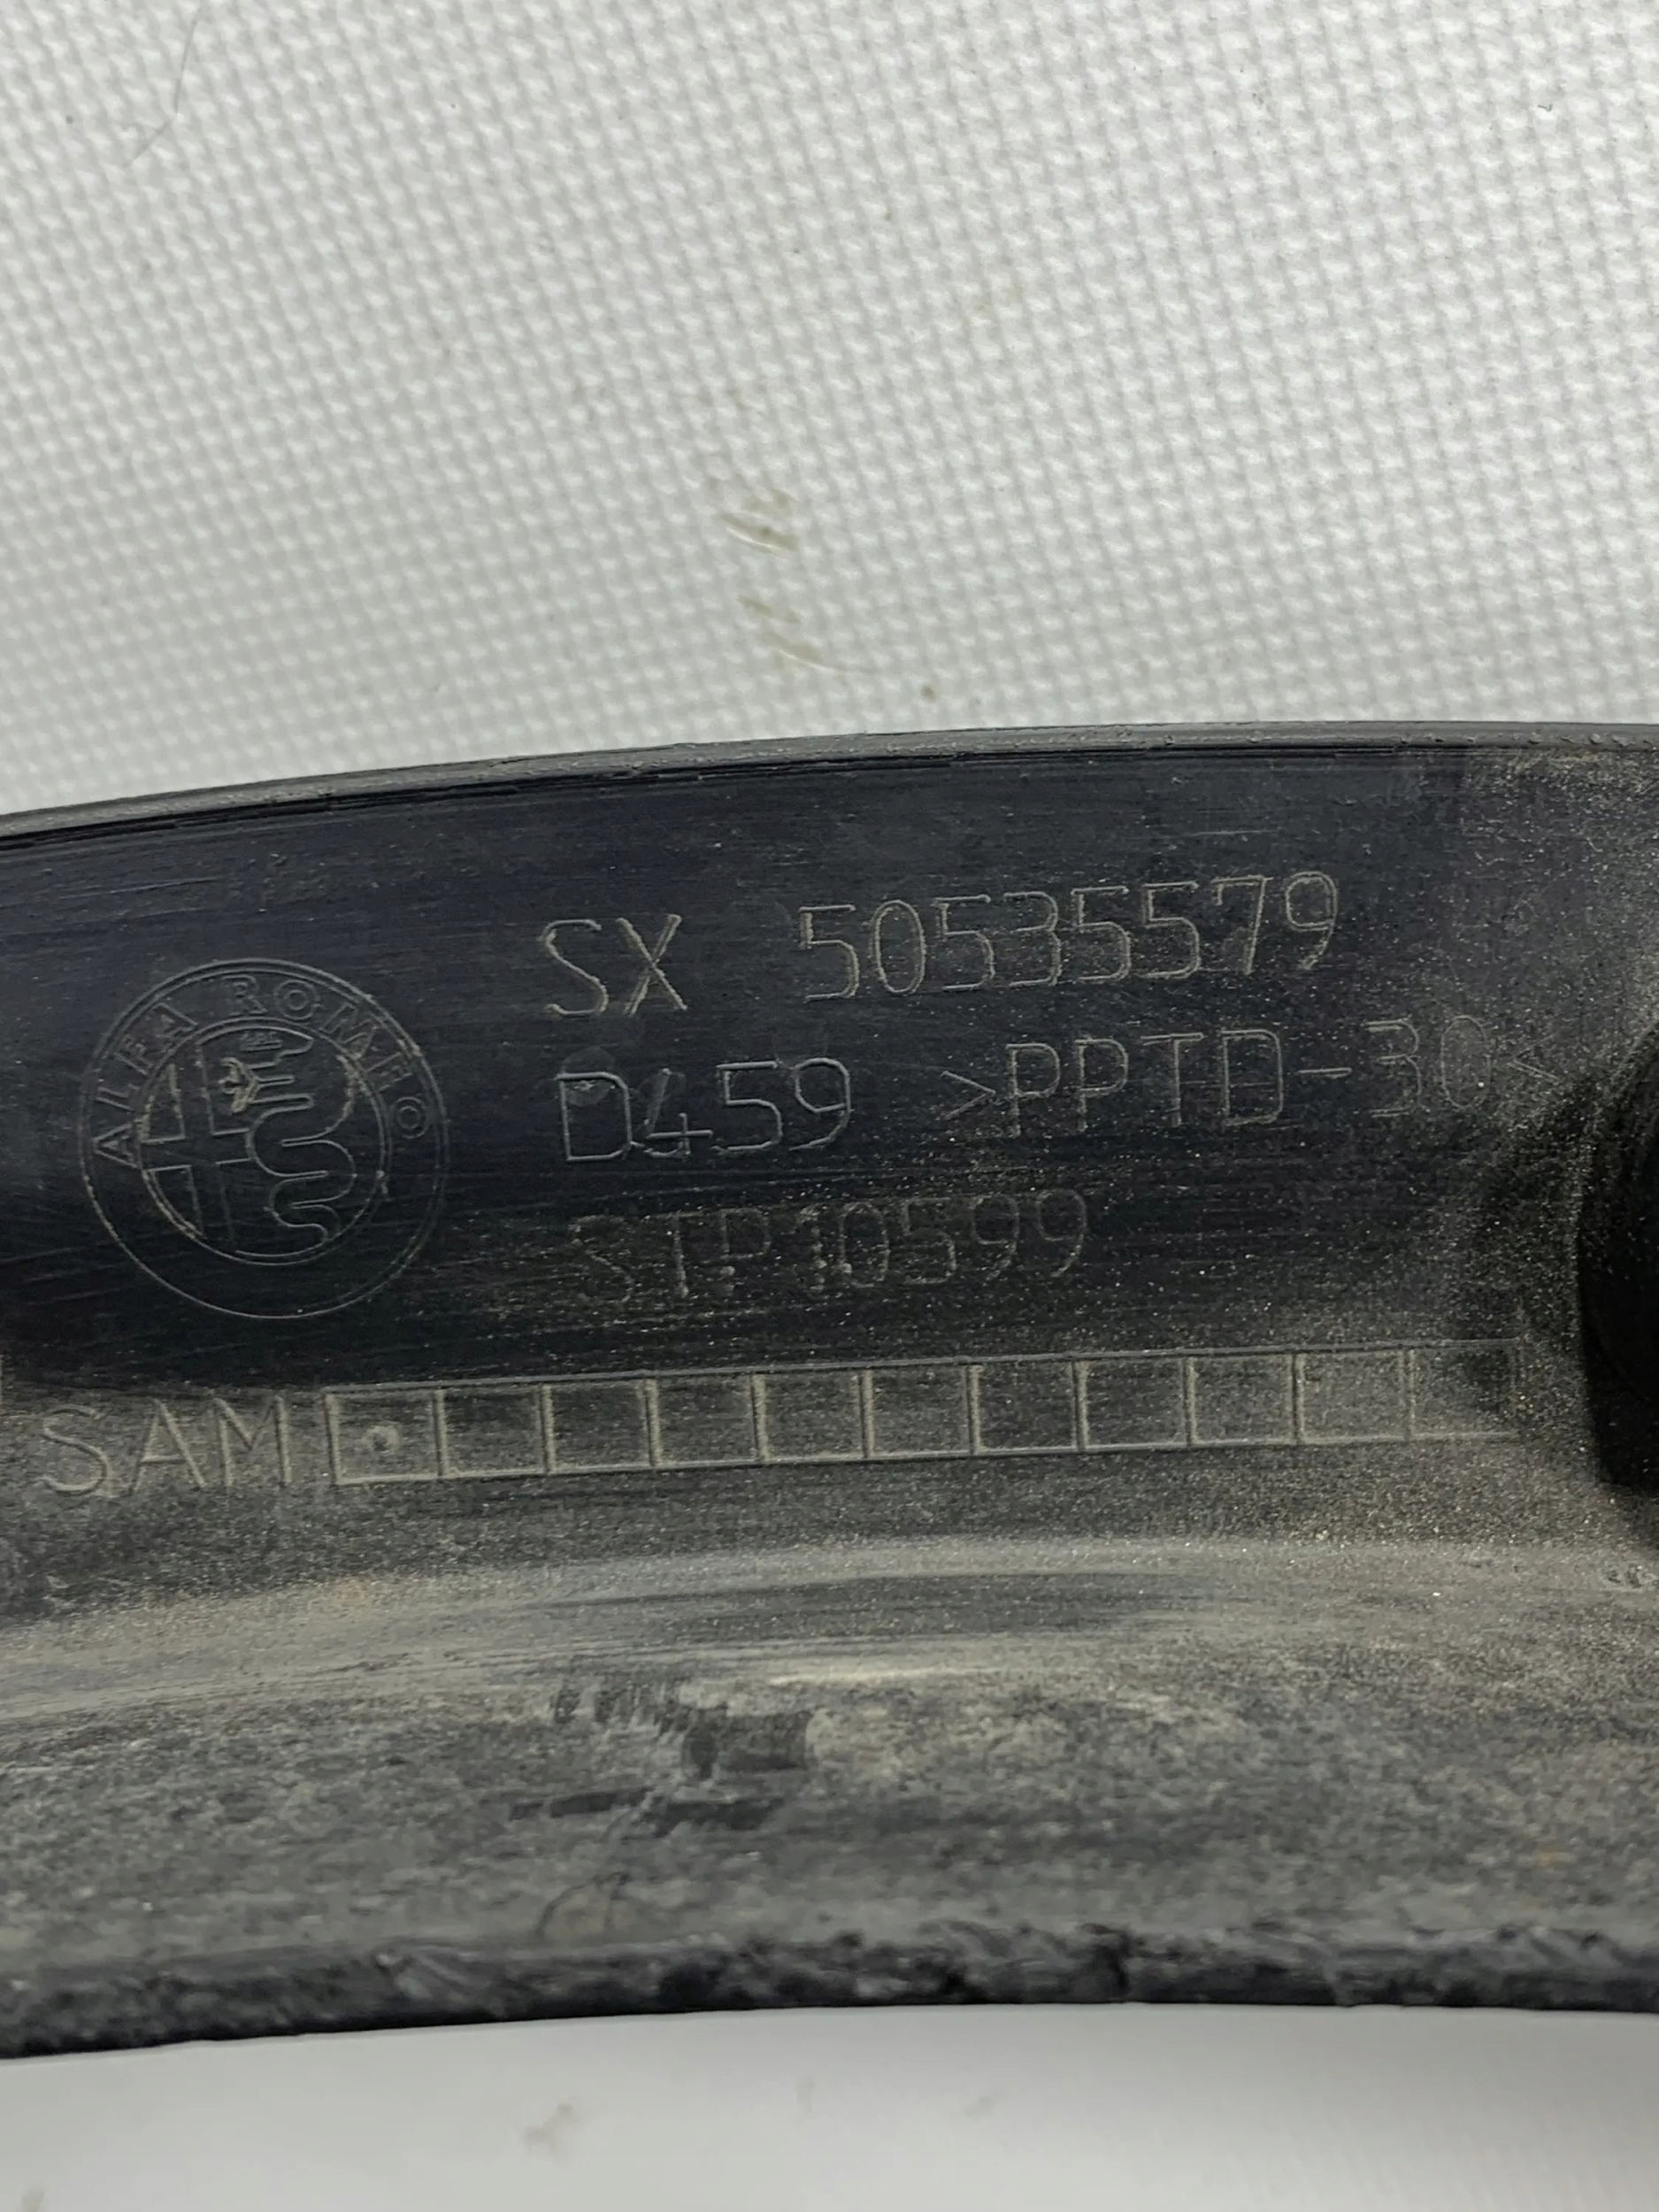 ALFA ROMEO
SX 50535579
D459 >PPTD-30<
STP10599
SAM